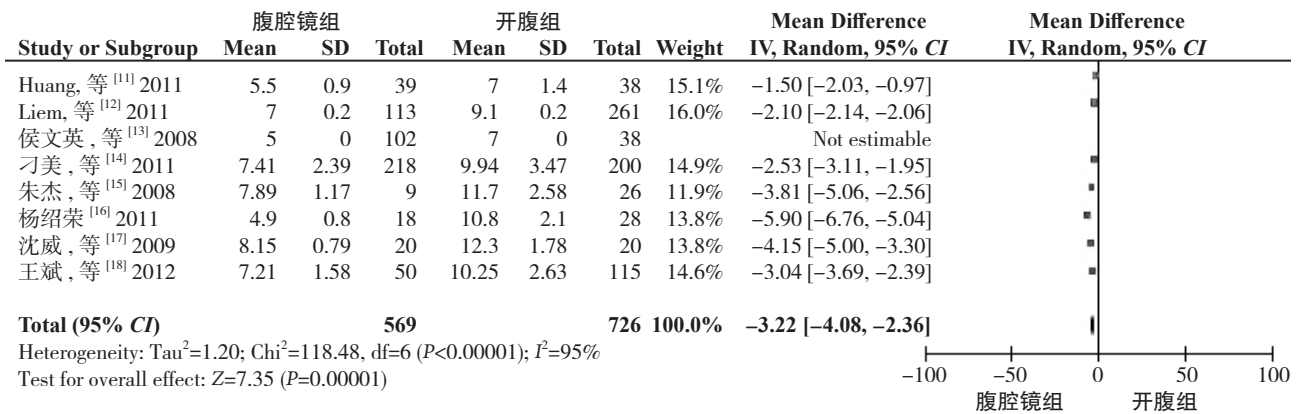 腹腔镜组 开腹组 Mean Difference Mean Difference
Study or Subgroup Mean SD Total Mean SD Total Weight IV, Random, 95% CI IV, Random, 95% CI
Huang, 等 [11] 2011 5.5 0.9 39 7 1.4 38 15.1% −1.50 [−2.03, −0.97]
Liem, 等 [12] 2011 7 0.2 113 9.1 0.2 261 16.0% −2.10 [−2.14, −2.06]
侯文英 , 等 [13] 2008 5 0 102 7 0 38 Not estimable
刁美 , 等 [14] 2011 7.41 2.39 218 9.94 3.47 200 14.9% −2.53 [−3.11, −1.95]
朱杰 , 等 [15] 2008 7.89 1.17 9 11.7 2.58 26 11.9% −3.81 [−5.06, −2.56]
杨绍荣 [16] 2011 4.9 0.8 18 10.8 2.1 28 13.8% −5.90 [−6.76, −5.04]
沈威 , 等 [17] 2009 8.15 0.79 20 12.3 1.78 20 13.8% −4.15 [−5.00, −3.30]
王斌 , 等 [18] 2012 7.21 1.58 50 10.25 2.63 115 14.6% −3.04 [−3.69, −2.39]
Total (95% CI) 569 726 100.0% −3.22 [−4.08, −2.36]
Heterogeneity: Tau²=1.20; Chi²=118.48, df=6 (P<0.00001); I²=95%
Test for overall effect: Z=7.35 (P=0.00001)
−100 −50 0 50 100
腹腔镜组 开腹组